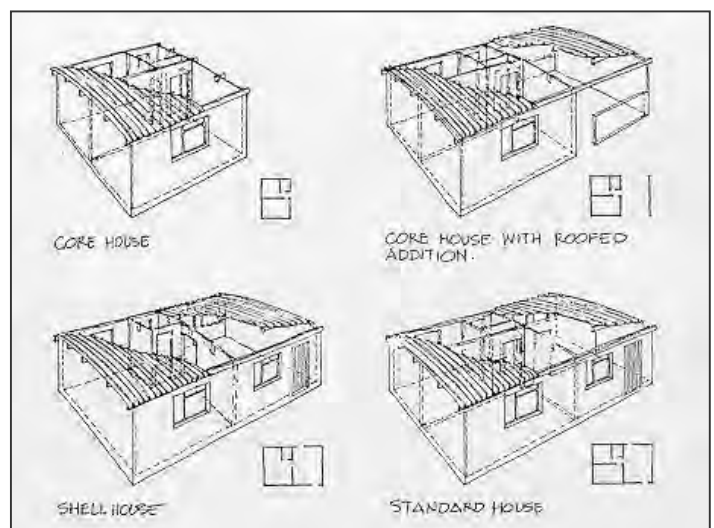 CORE HOUSE
CORE HOUSE WITH ROOFED
ADDITION.
SHELL HOUSE
STANDARD HOUSE